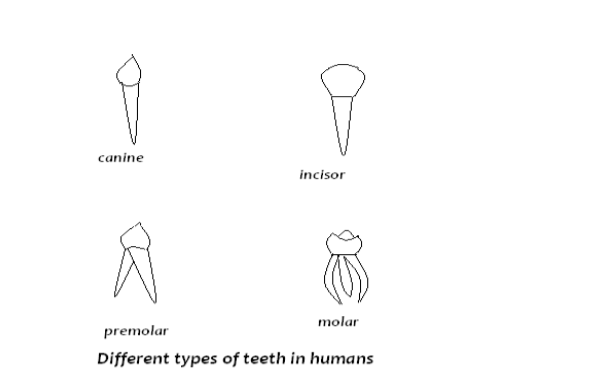 canine
incisor
premolar
molar
Different types of teeth in humans